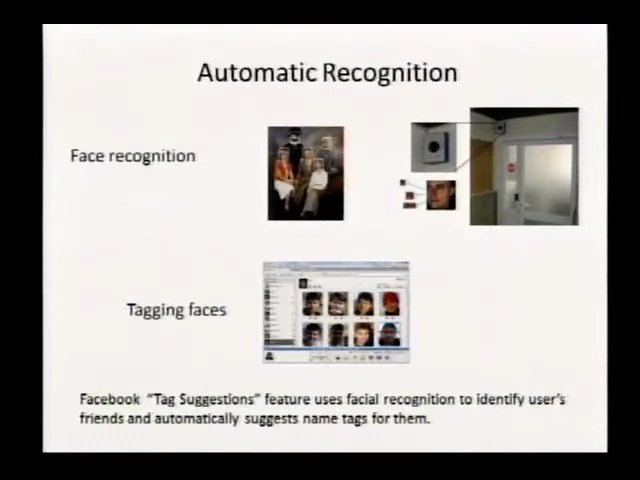 Automatic Recognition
Face recognition
Tagging faces
Facebook "Tag Suggestions" feature uses facial recognition to identify user's
friends and automatically suggests name tags for them.